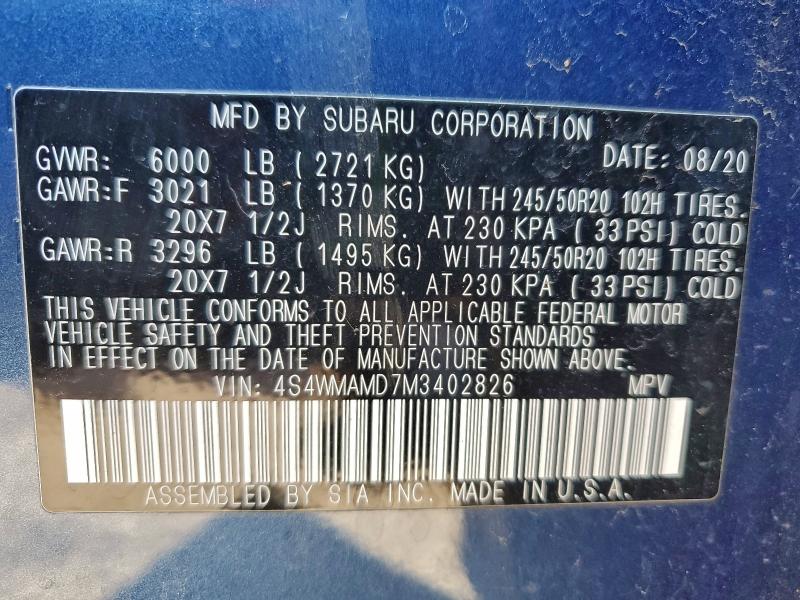 MFD BY SUBARU CORPORATION
GVWR: 6000 LB ( 2721 KG) DATE: 08/20
GAWR:F 3021 LB ( 1370 KG) WITH 245/50R20 102H TIRES.
20X7 1/2J RIMS. AT 230 KPA ( 33PSI) COLD
GAWR:R 3296 LB ( 1495 KG) WITH 245/50R20 102H TIRES.
20X7 1/2J RIMS. AT 230 KPA ( 33PSI) COLD
THIS VEHICLE CONFORMS TO ALL APPLICABLE FEDERAL MOTOR
VEHICLE SAFETY AND THEFT PREVENTION STANDARDS
IN EFFECT ON THE DATE OF MANUFACTURE SHOWN ABOVE.
VIN: 4S4WMAMD7M3402826 MPV
ASSEMBLED BY SIA INC. MADE IN U.S.A.